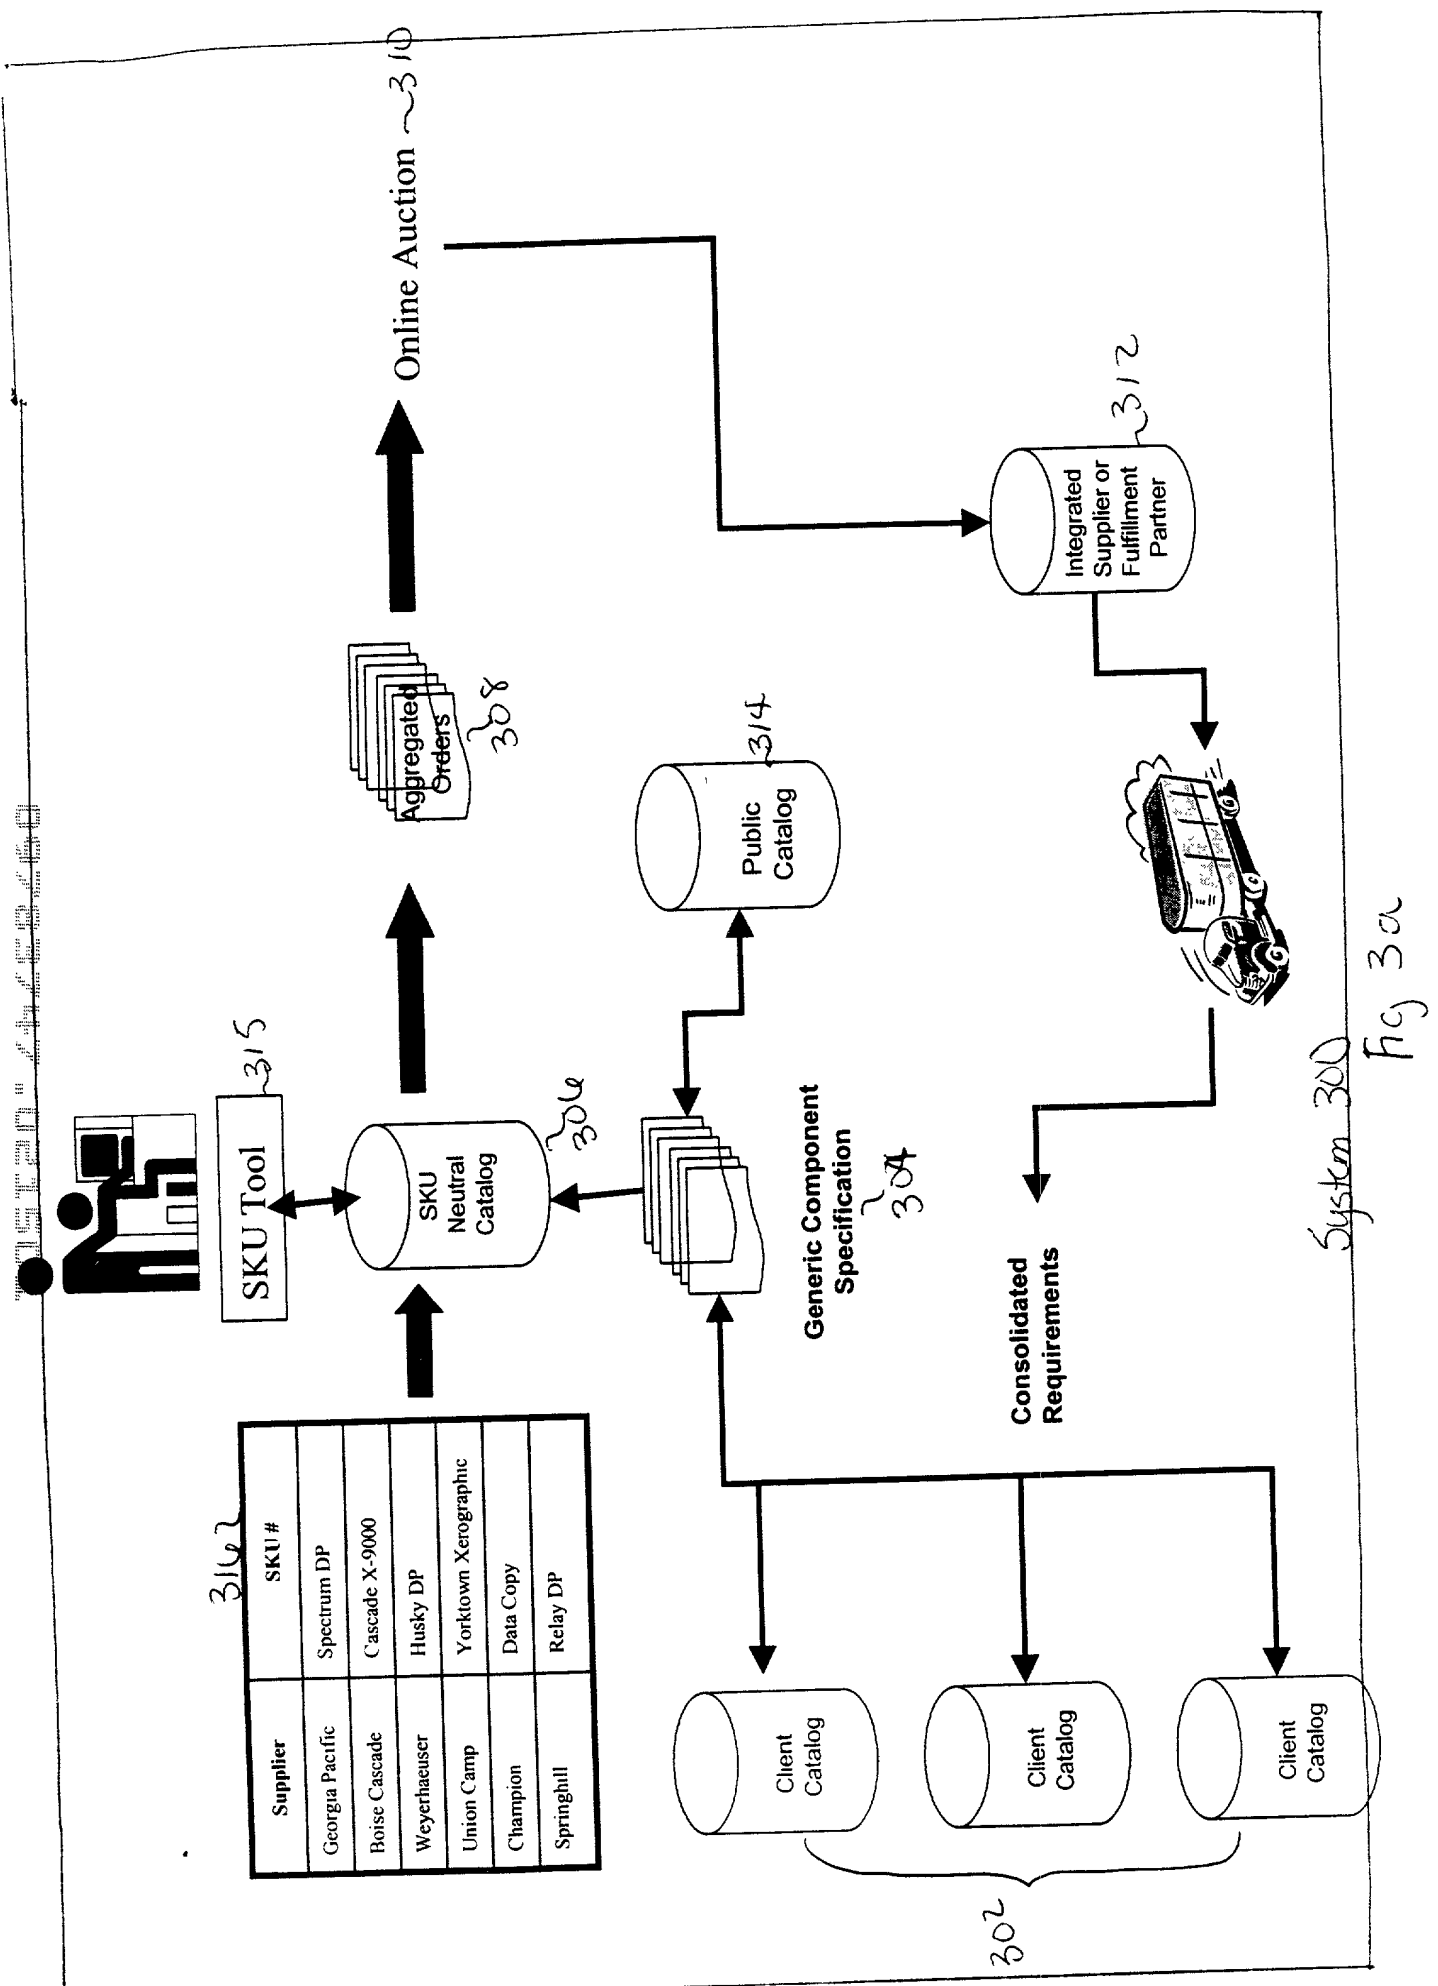 3162
Supplier SKU#
Georgia Pacific Spectrum DP
Boise Cascade Cascade X-9000
Weyerhaeuser Husky DP
Union Camp Yorktown Xerographic
Champion Data Copy
Springhill Relay DP
SKU Tool ~315
SKU
Neutral
Catalog
306
Aggregated
Orders
308
Online Auction ~310
Public
Catalog
~314
Generic Component
Specification
304
Client
Catalog
Client
Catalog
Client
Catalog
302
Consolidated
Requirements
Integrated
Supplier or
Fulfillment
Partner
~312
System 300
Fig 3a